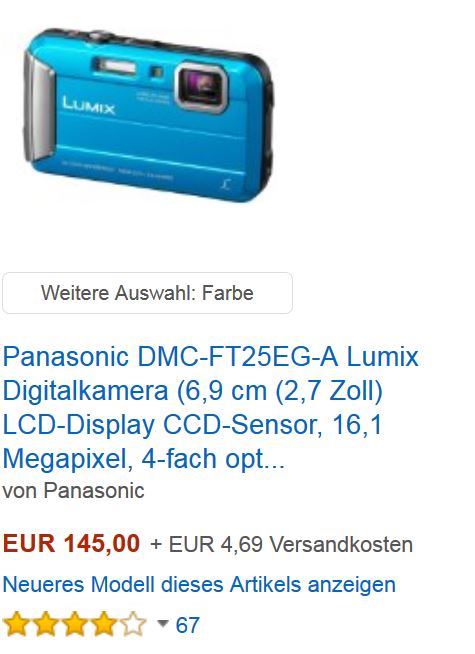 LUMIX
Weitere Auswahl: Farbe
Panasonic DMC-FT25EG-A Lumix
Digitalkamera (6,9 cm (2,7 Zoll)
LCD-Display CCD-Sensor, 16,1
Megapixel, 4-fach opt...
von Panasonic
EUR 145,00 + EUR 4,69 Versandkosten
Neueres Modell dieses Artikels anzeigen
67